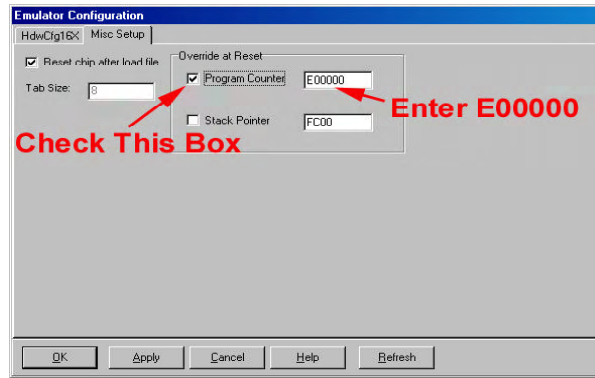 Emulator Configuration
HdwCfg16X Misc Setup
Reset chip after load file
Override at Reset
Program Counter E00000
Tab Size: 8
Enter E00000
Stack Pointer FC00
Check This Box
OK Apply Cancel Help Refresh